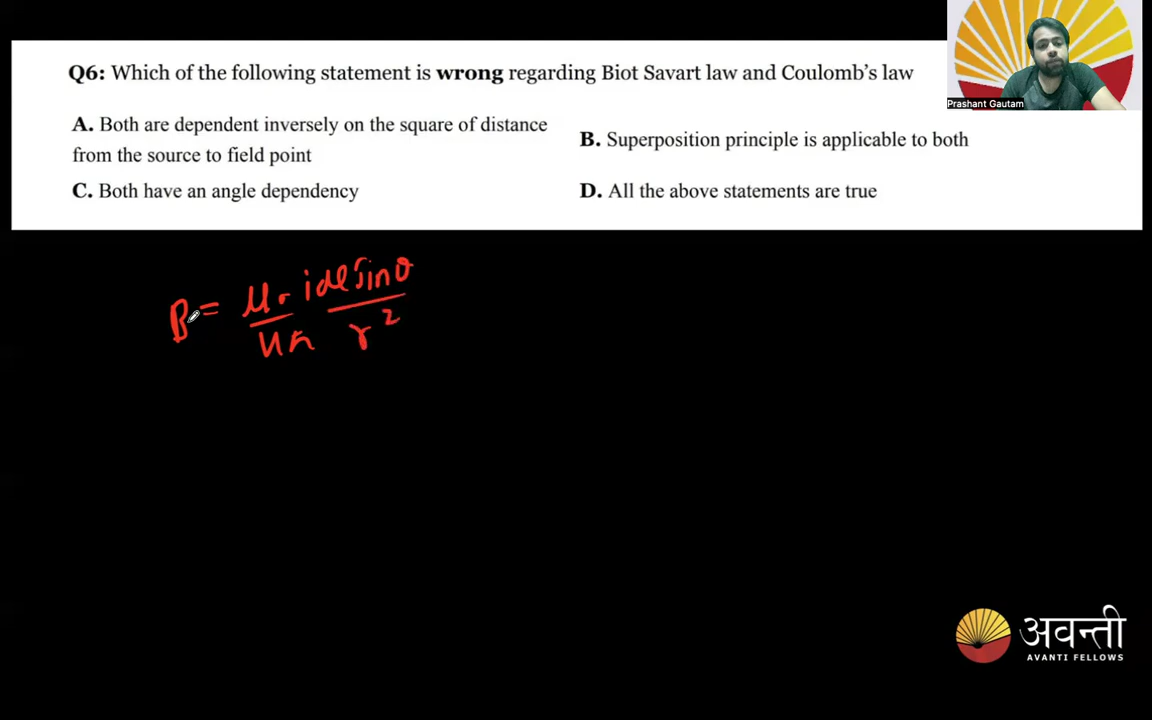 Q6: Which of the following statement is wrong regarding Biot Savart law and Coulomb's law
Prashant Gautam
A. Both are dependent inversely on the square of distance
from the source to field point
B. Superposition principle is applicable to both
C. Both have an angle dependency
D. All the above statements are true
B = μ₀/4π idl sinθ/r²
अवन्ती
AVANTI FELLOWS